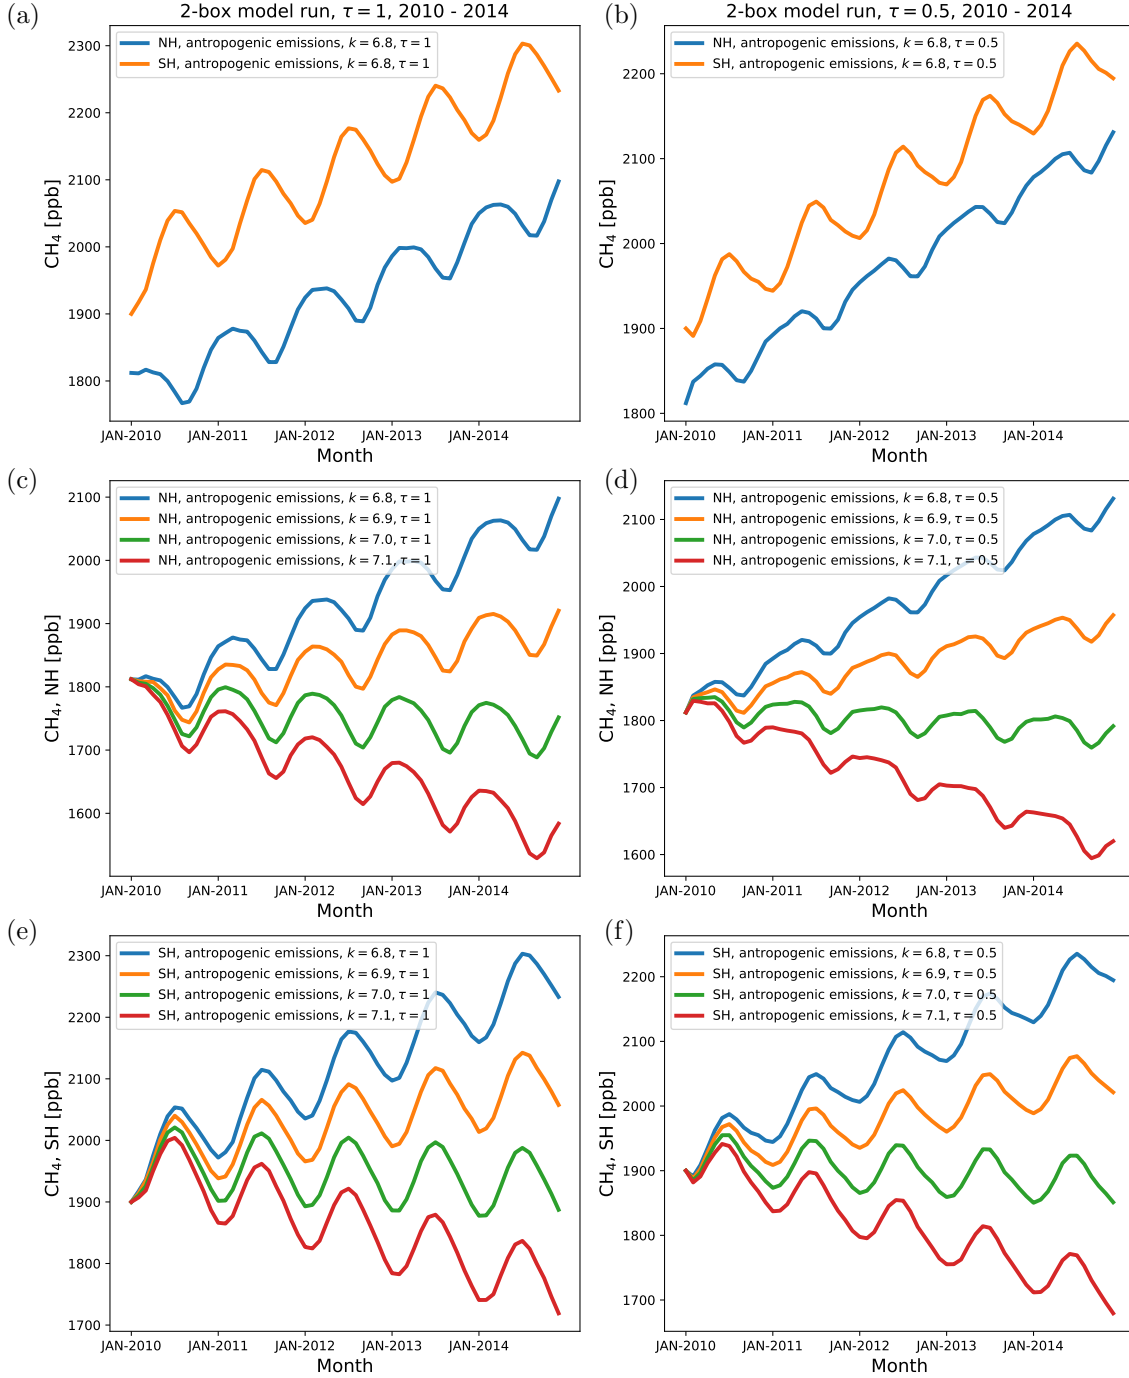 (a)
2-box model run, τ = 1, 2010 - 2014
NH, antropogenic emissions, k = 6.8, τ = 1
SH, antropogenic emissions, k = 6.8, τ = 1
CH₄ [ppb]
2300
2200
2100
2000
1900
1800
JAN-2010 JAN-2011 JAN-2012 JAN-2013 JAN-2014
Month
(b)
2-box model run, τ = 0.5, 2010 - 2014
NH, antropogenic emissions, k = 6.8, τ = 0.5
SH, antropogenic emissions, k = 6.8, τ = 0.5
CH₄ [ppb]
2200
2100
2000
1900
1800
JAN-2010 JAN-2011 JAN-2012 JAN-2013 JAN-2014
Month
(c)
NH, antropogenic emissions, k = 6.8, τ = 1
NH, antropogenic emissions, k = 6.9, τ = 1
NH, antropogenic emissions, k = 7.0, τ = 1
NH, antropogenic emissions, k = 7.1, τ = 1
CH₄, NH [ppb]
2100
2000
1900
1800
1700
1600
JAN-2010 JAN-2011 JAN-2012 JAN-2013 JAN-2014
Month
(d)
NH, antropogenic emissions, k = 6.8, τ = 0.5
NH, antropogenic emissions, k = 6.9, τ = 0.5
NH, antropogenic emissions, k = 7.0, τ = 0.5
NH, antropogenic emissions, k = 7.1, τ = 0.5
CH₄, NH [ppb]
2100
2000
1900
1800
1700
1600
JAN-2010 JAN-2011 JAN-2012 JAN-2013 JAN-2014
Month
(e)
SH, antropogenic emissions, k = 6.8, τ = 1
SH, antropogenic emissions, k = 6.9, τ = 1
SH, antropogenic emissions, k = 7.0, τ = 1
SH, antropogenic emissions, k = 7.1, τ = 1
CH₄, SH [ppb]
2300
2200
2100
2000
1900
1800
1700
JAN-2010 JAN-2011 JAN-2012 JAN-2013 JAN-2014
Month
(f)
SH, antropogenic emissions, k = 6.8, τ = 0.5
SH, antropogenic emissions, k = 6.9, τ = 0.5
SH, antropogenic emissions, k = 7.0, τ = 0.5
SH, antropogenic emissions, k = 7.1, τ = 0.5
CH₄, SH [ppb]
2200
2100
2000
1900
1800
1700
JAN-2010 JAN-2011 JAN-2012 JAN-2013 JAN-2014
Month